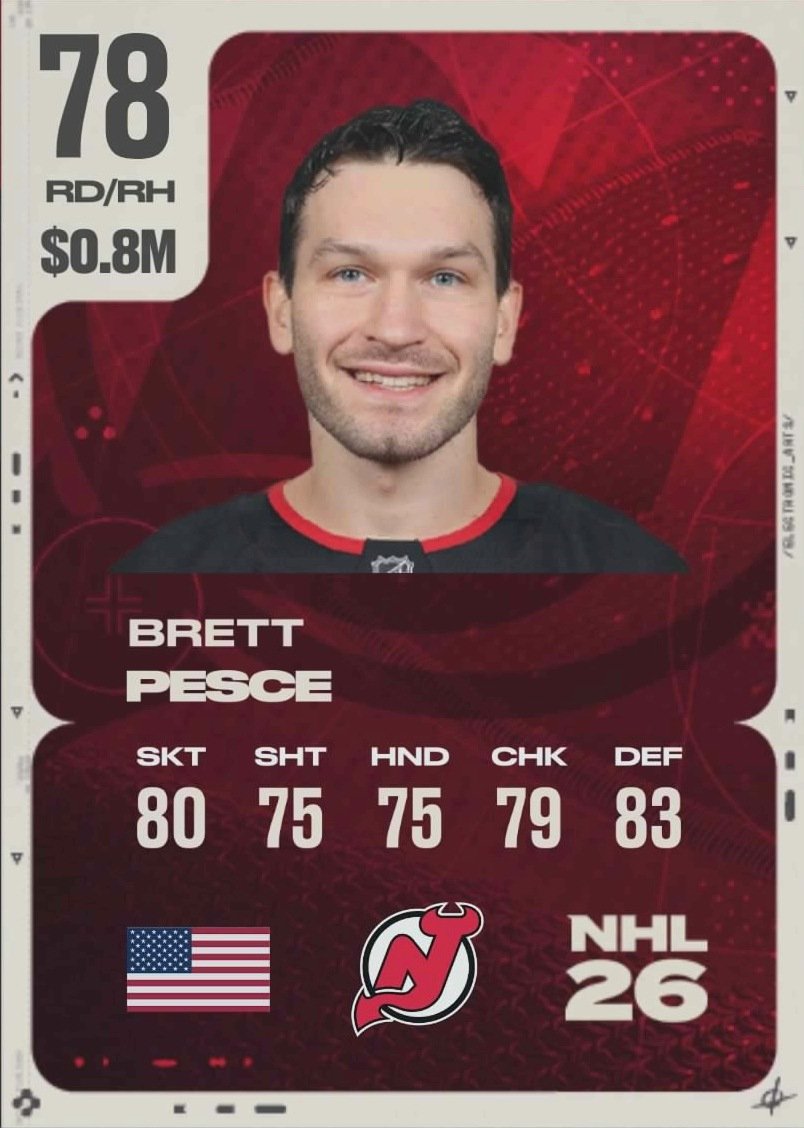 78
RD/RH
$0.8M
BRETT
PESCE
SKT SHT HND CHK DEF
80 75 75 79 83
NHL
26